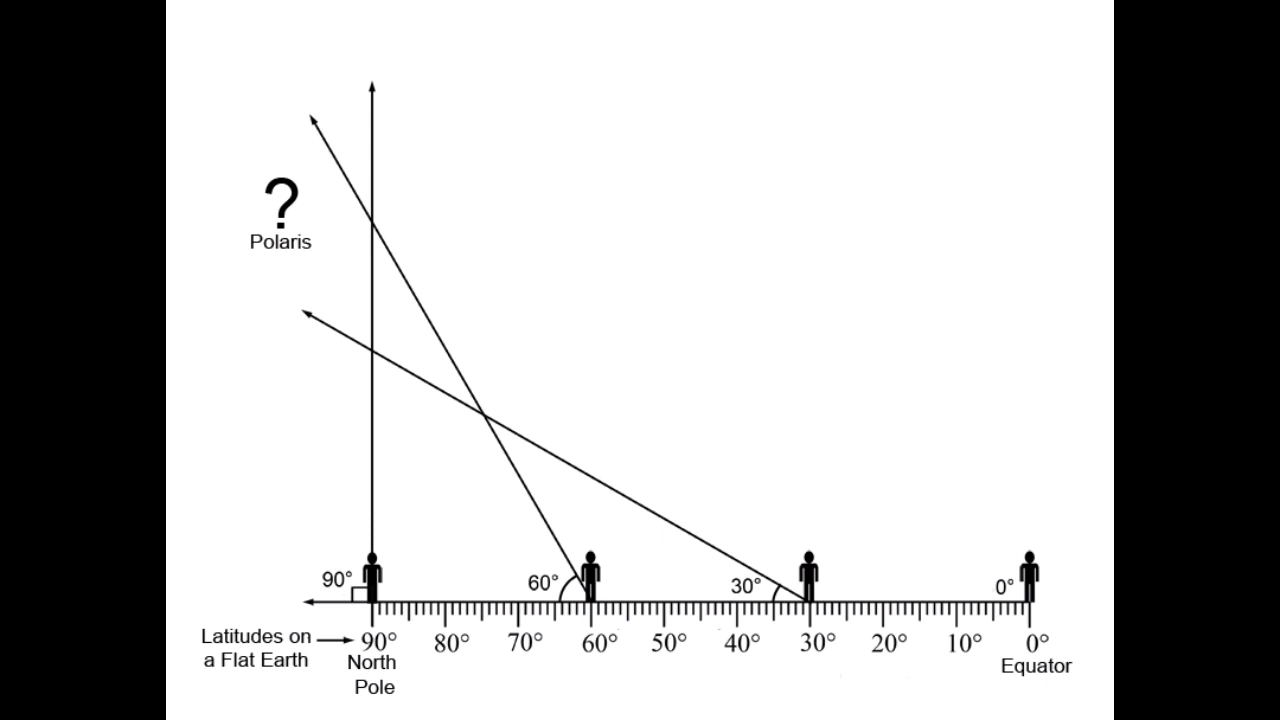 ?
Polaris
90°
60°
30°
0°
Latitudes on
a Flat Earth
90° 80° 70° 60° 50° 40° 30° 20° 10° 0°
North
Pole
Equator